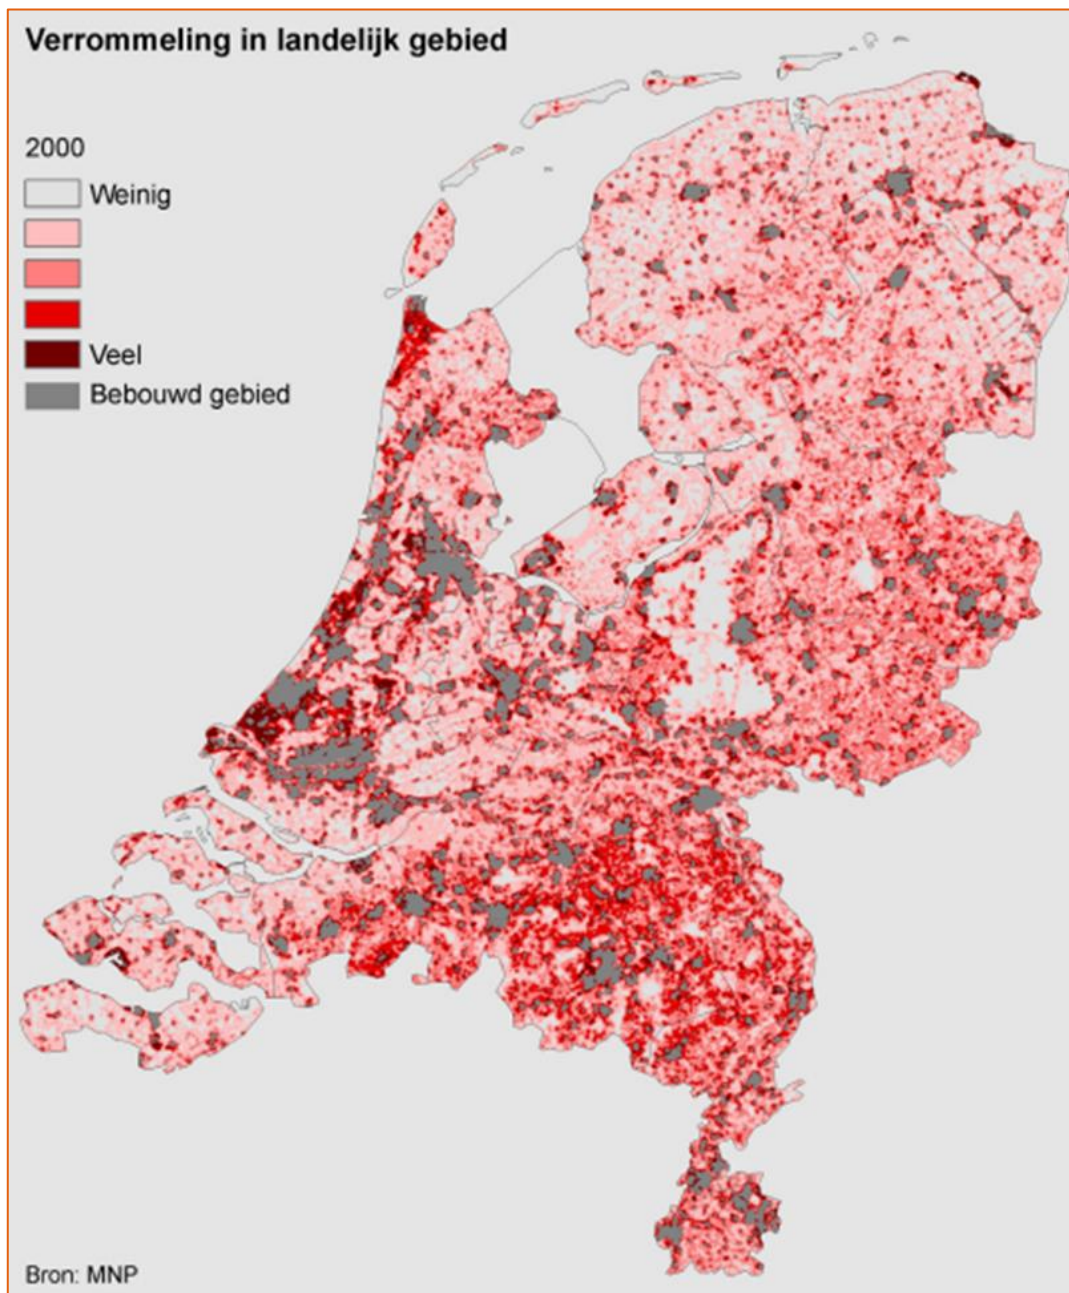 Verrommeling in landelijk gebied
2000
Weinig
Veel
Bebouwd gebied
Bron: MNP